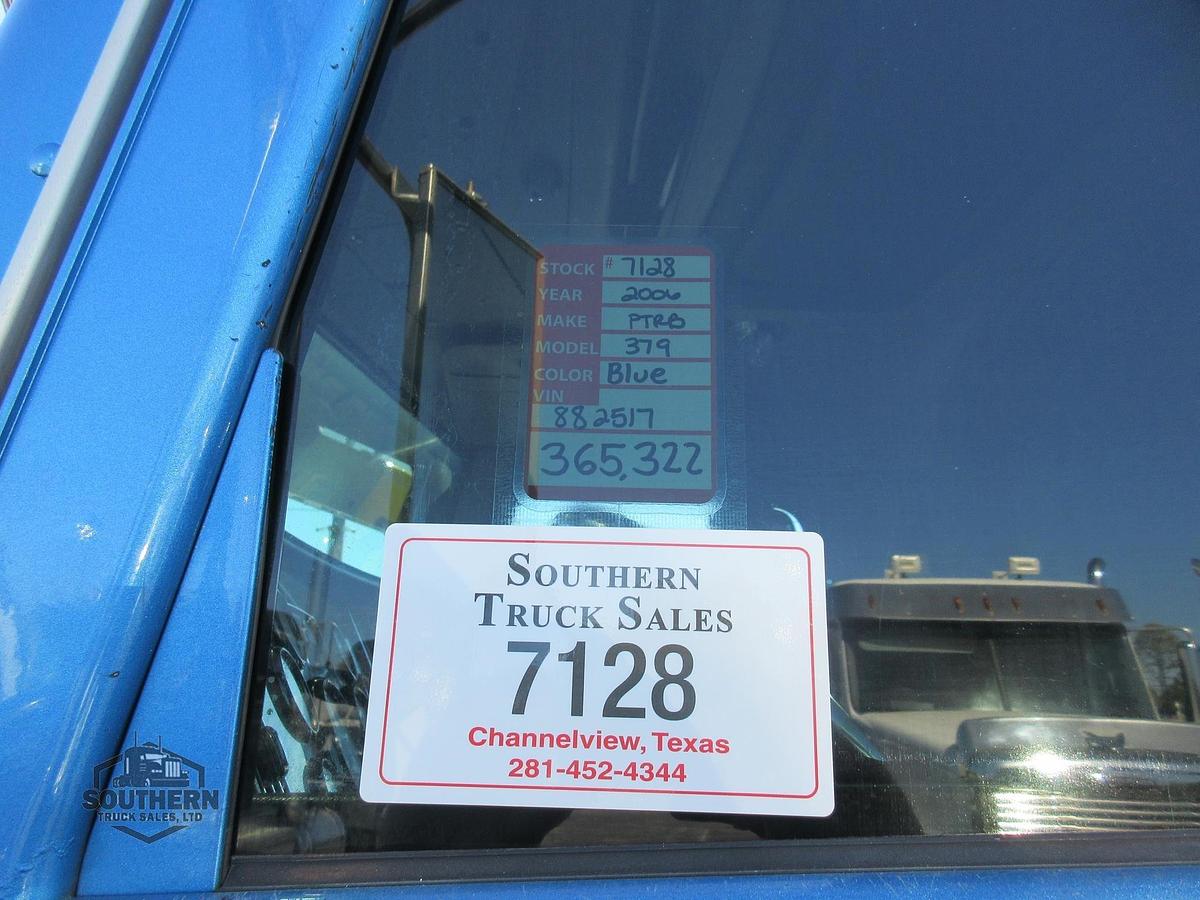 STOCK # 7128
YEAR 2006
MAKE PTRB
MODEL 379
COLOR Blue
VIN
882517
365,322
SOUTHERN
TRUCK SALES
7128
Channelview, Texas
281-452-4344
SOUTHERN
TRUCK SALES, LTD